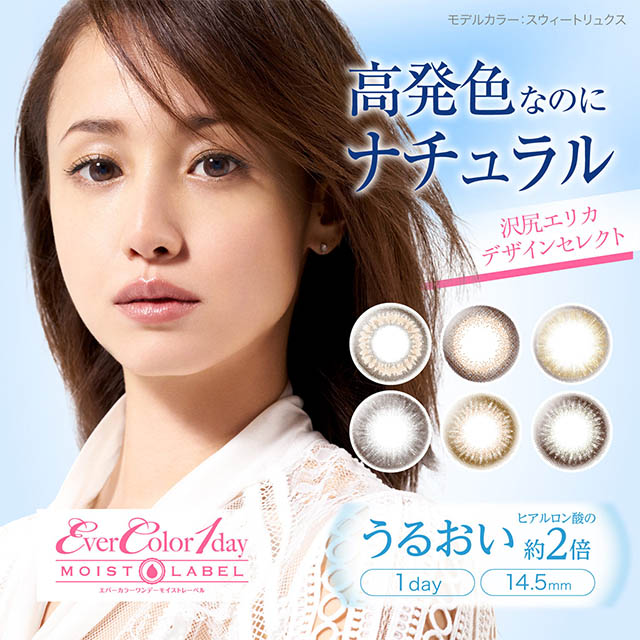 モデルカラー：スウィートリュクス
高発色なのに
ナチュラル
沢尻エリカ
デザインセレクト
EverColor1day
MOIST LABEL
エバーカラーワンデーモイストレーベル
ヒアルロン酸の
うるおい約2倍
1day
14.5mm